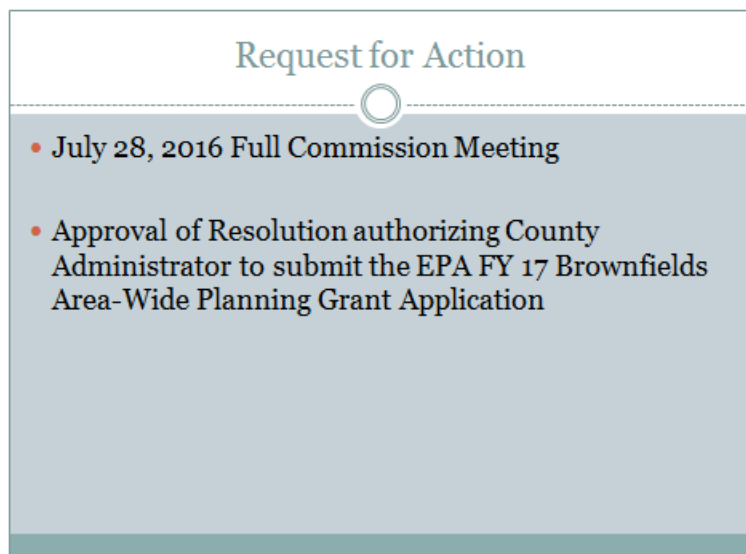 Request for Action
• July 28, 2016 Full Commission Meeting
• Approval of Resolution authorizing County
Administrator to submit the EPA FY 17 Brownfields
Area-Wide Planning Grant Application